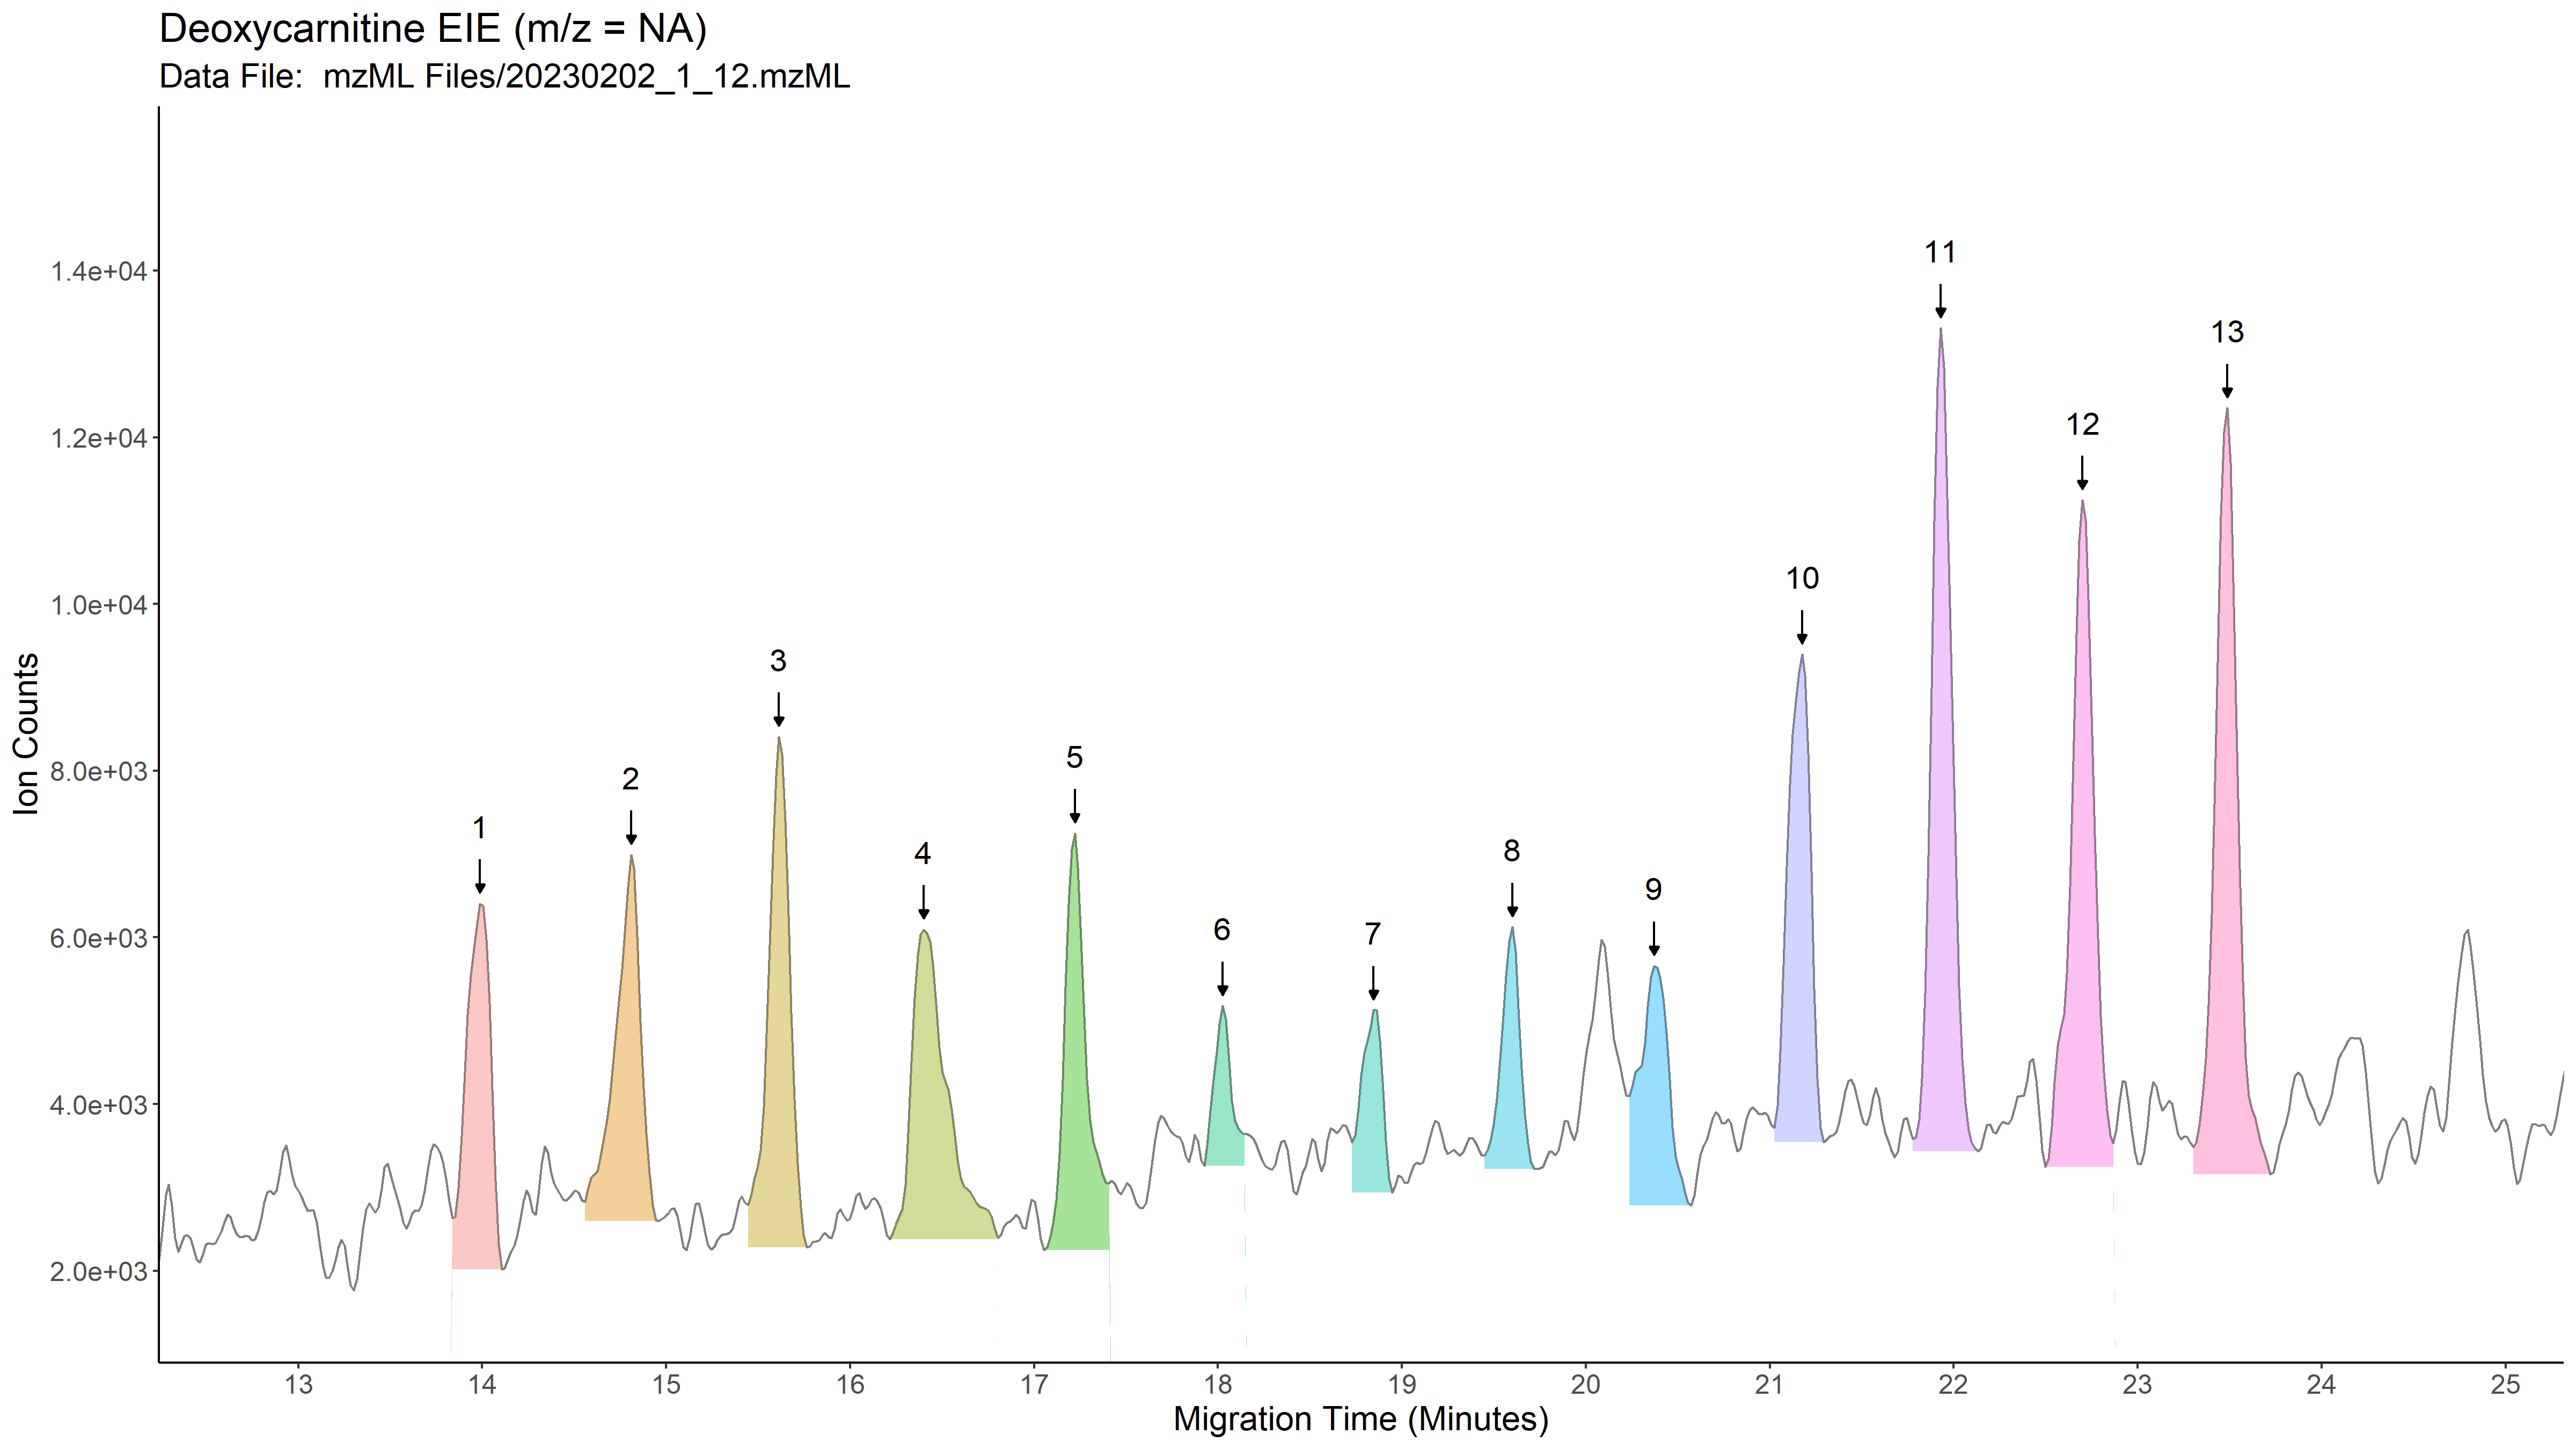 Deoxycarnitine EIE (m/z = NA)
Data File:  mzML Files/20230202_1_12.mzML
11
1.4e+04
13
12
1.2e+04
10
1.0e+04
3
5
2
8.0e+03
1
4
8
9
6
7
6.0e+03
4.0e+03
2.0e+03
Ion Counts
13 14 15 16 17 18 19 20 21 22 23 24 25
Migration Time (Minutes)